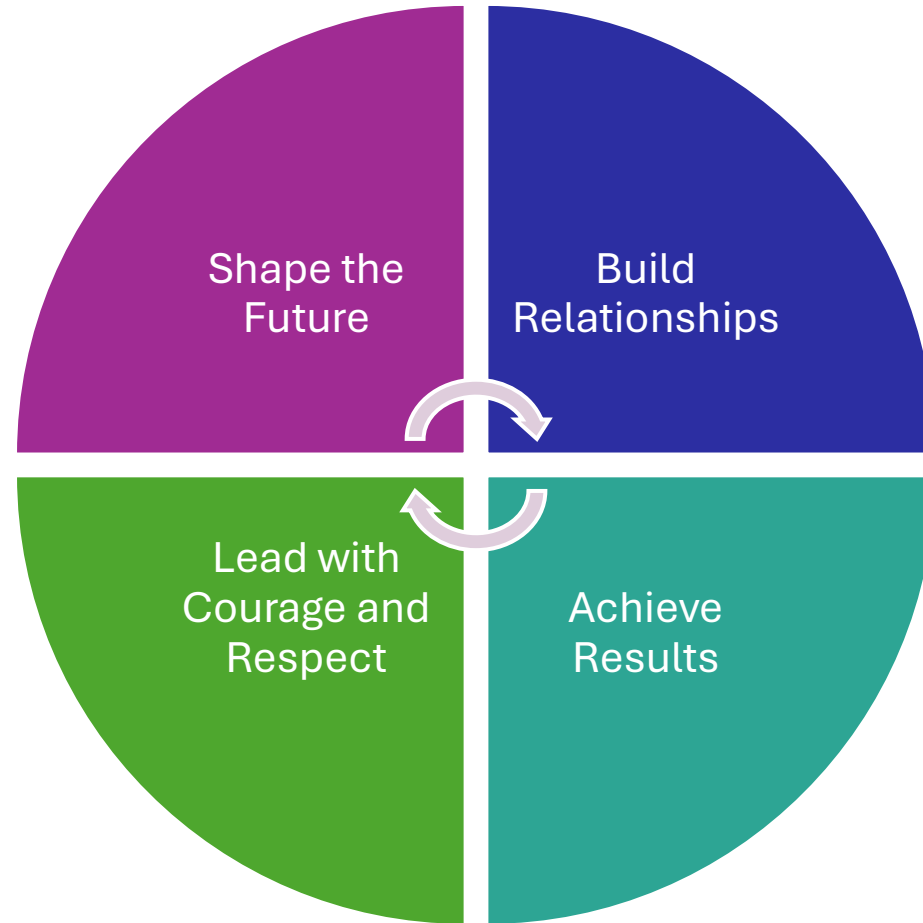 Shape the
Future
Build
Relationships
Lead with
Courage and
Respect
Achieve
Results